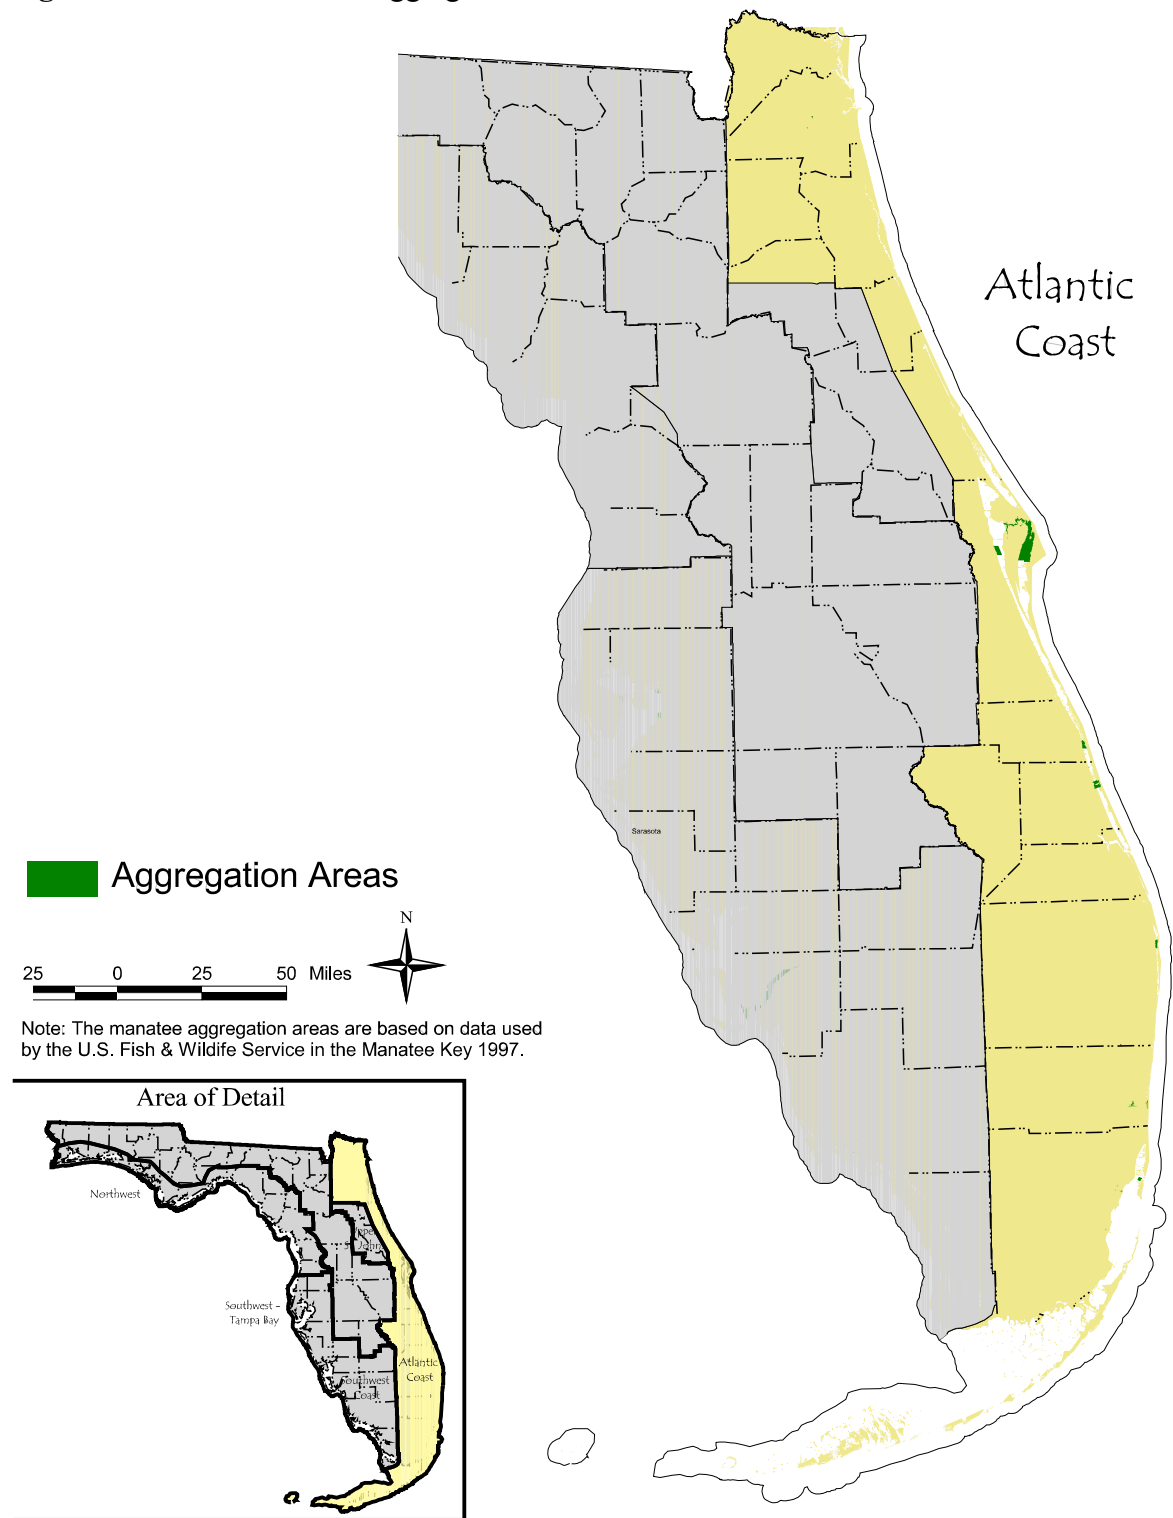 Atlantic
Coast
Sarasota
Aggregation Areas
N
25 0 25 50 Miles
Note: The manatee aggregation areas are based on data used
by the U.S. Fish & Wildife Service in the Manatee Key 1997.
Area of Detail
Northwest
Southwest -
Tampa Bay
Atlantic
Coast
Southwest
Coast